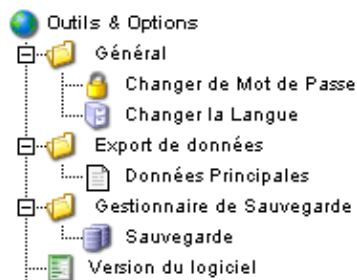 Outils & Options
Général
Changer de Mot de Passe
Changer la Langue
Export de données
Données Principales
Gestionnaire de Sauvegarde
Sauvegarde
Version du logiciel